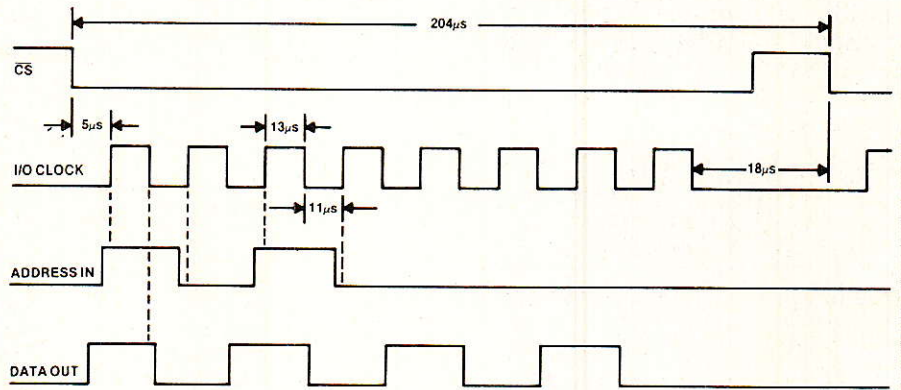 204μs
CS
5μs
13μs
I/O CLOCK
18μs
11μs
ADDRESS IN
DATA OUT